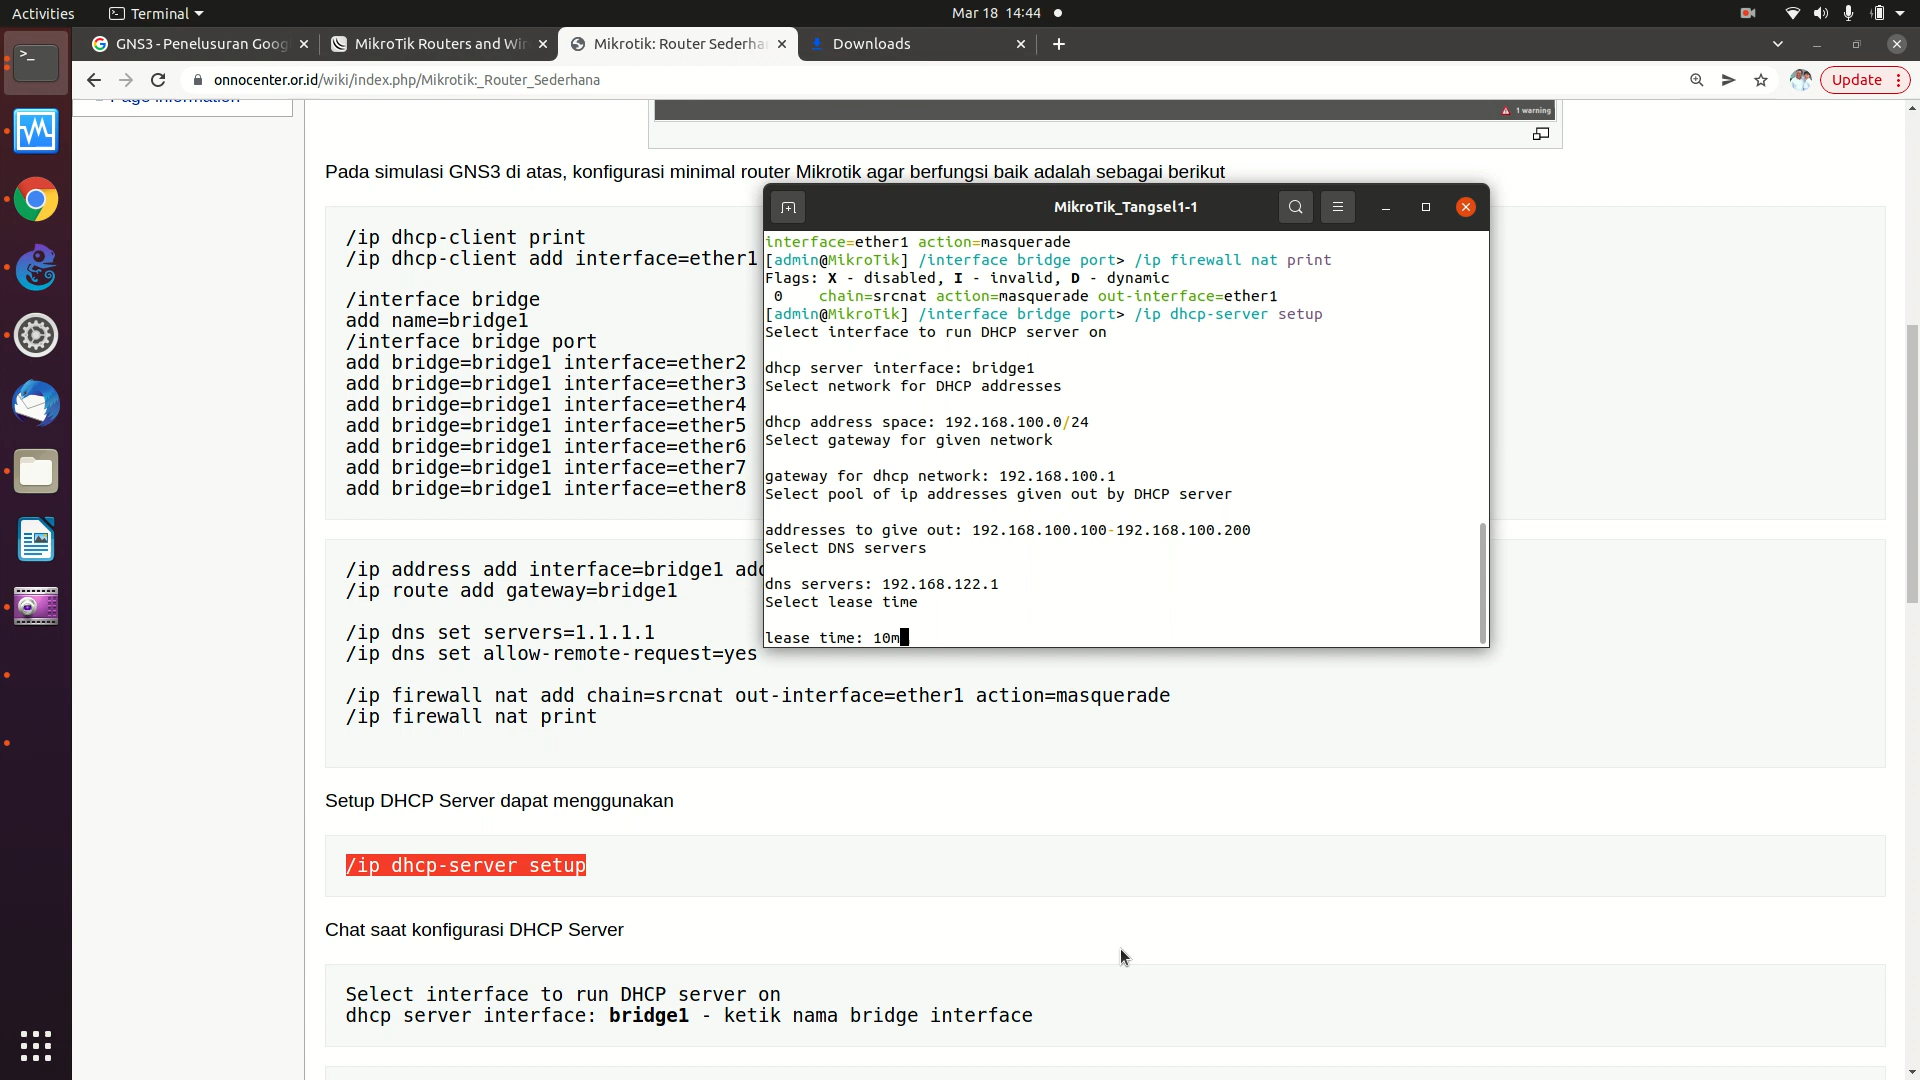 Activities
Terminal
Mar 18 14:44
GNS3 - Penelusuran Goog
MikroTik Routers and Wir
Mikrotik: Router Sederha
Downloads
onnocenter.or.id/wiki/index.php/Mikrotik:_Router_Sederhana
Update
Page information
1 warning
Pada simulasi GNS3 di atas, konfigurasi minimal router Mikrotik agar berfungsi baik adalah sebagai berikut
/ip dhcp-client print
/ip dhcp-client add interface=ether1
/interface bridge
add name=bridge1
/interface bridge port
add bridge=bridge1 interface=ether2
add bridge=bridge1 interface=ether3
add bridge=bridge1 interface=ether4
add bridge=bridge1 interface=ether5
add bridge=bridge1 interface=ether6
add bridge=bridge1 interface=ether7
add bridge=bridge1 interface=ether8
/ip address add interface=bridge1 add
/ip route add gateway=bridge1
/ip dns set servers=1.1.1.1
/ip dns set allow-remote-request=yes
/ip firewall nat add chain=srcnat out-interface=ether1 action=masquerade
/ip firewall nat print
Setup DHCP Server dapat menggunakan
/ip dhcp-server setup
Chat saat konfigurasi DHCP Server
Select interface to run DHCP server on
dhcp server interface: bridge1 - ketik nama bridge interface
MikroTik_Tangsel1-1
interface=ether1 action=masquerade
[admin@MikroTik] /interface bridge port> /ip firewall nat print
Flags: X - disabled, I - invalid, D - dynamic
0 chain=srcnat action=masquerade out-interface=ether1
[admin@MikroTik] /interface bridge port> /ip dhcp-server setup
Select interface to run DHCP server on
dhcp server interface: bridge1
Select network for DHCP addresses
dhcp address space: 192.168.100.0/24
Select gateway for given network
gateway for dhcp network: 192.168.100.1
Select pool of ip addresses given out by DHCP server
addresses to give out: 192.168.100.100-192.168.100.200
Select DNS servers
dns servers: 192.168.122.1
Select lease time
lease time: 10m